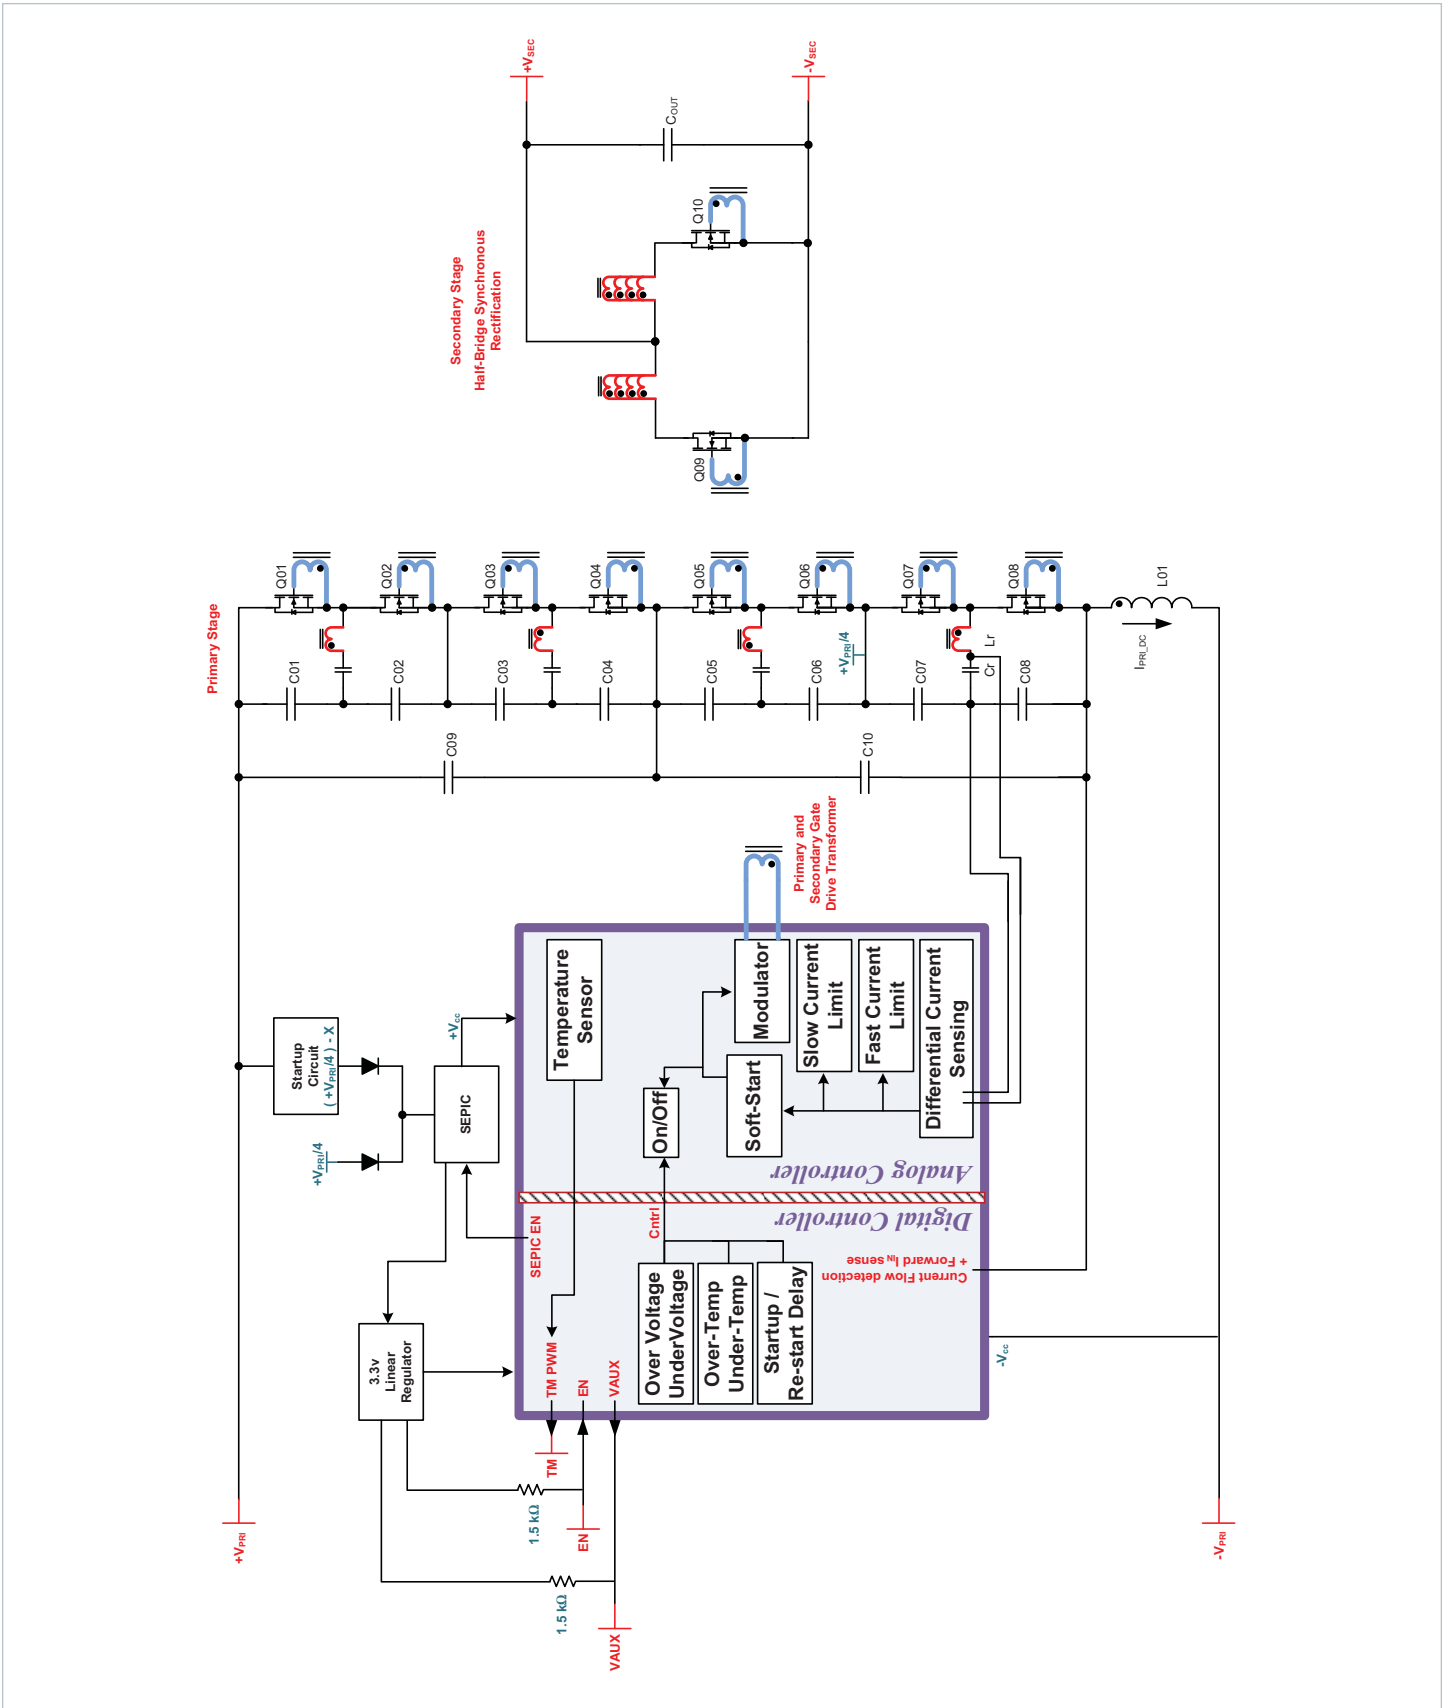 +VSEC
-VSEC
COUT
Q10
Q09
Secondary Stage
Half-Bridge Synchronous
Rectification
Primary Stage
Q01
Q02
Q03
Q04
Q05
Q06
Q07
Q08
C01
C02
C03
C04
C05
C06
C07
C08
+VPRI/4
Cr
Lr
L01
IPRI_DC
C09
C10
Primary and
Secondary Gate
Drive Transformer
Startup
Circuit
( +VPRI/4 ) - X
+VPRI/4
SEPIC
+Vcc
3.3v
Linear
Regulator
Temperature
Sensor
Modulator
Slow Current
Limit
Fast Current
Limit
Differential Current
Sensing
On/Off
Soft-Start
Analog Controller
Digital Controller
SEPIC EN
Cntrl
Current Flow detection
+ Forward IIN sense
Over Voltage
UnderVoltage
Over-Temp
Under-Temp
Startup /
Re-start Delay
TM PWM
EN
VAUX
-Vcc
TM
EN
VAUX
1.5 kΩ
1.5 kΩ
+VPRI
-VPRI